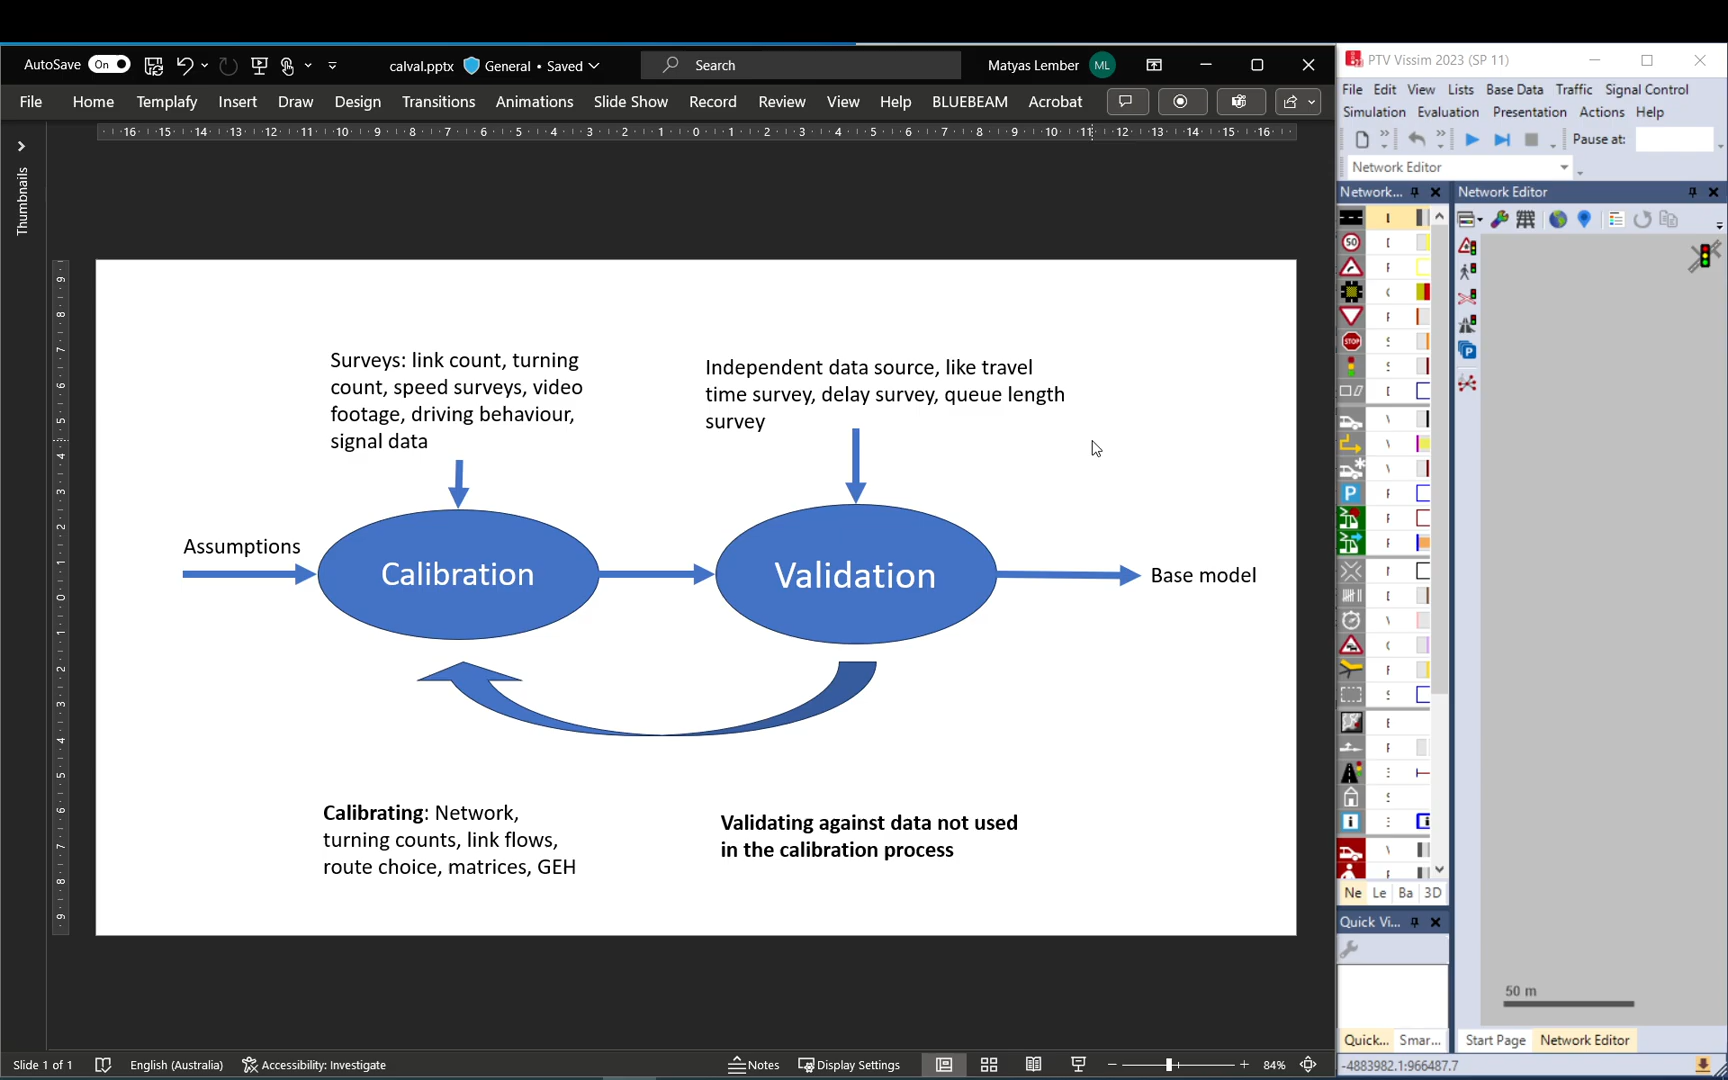 AutoSave On
calval.pptx General • Saved
Search
Matyas Lember ML
File Home Templafy Insert Draw Design Transitions Animations Slide Show Record Review View Help BLUEBEAM Acrobat
Thumbnails
Surveys: link count, turning
count, speed surveys, video
footage, driving behaviour,
signal data
Independent data source, like travel
time survey, delay survey, queue length
survey
Assumptions
Calibration
Validation
Base model
Calibrating: Network,
turning counts, link flows,
route choice, matrices, GEH
Validating against data not used
in the calibration process
Slide 1 of 1 English (Australia) Accessibility: Investigate Notes Display Settings 84%
PTV Vissim 2023 (SP 11)
File Edit View Lists Base Data Traffic Signal Control
Simulation Evaluation Presentation Actions Help
Pause at:
Network Editor
Network... Network Editor
50
STOP
P
Ne Le Ba 3D
Quick Vi...
50 m
Quick... Smar... Start Page Network Editor
-4883982.1:966487.7